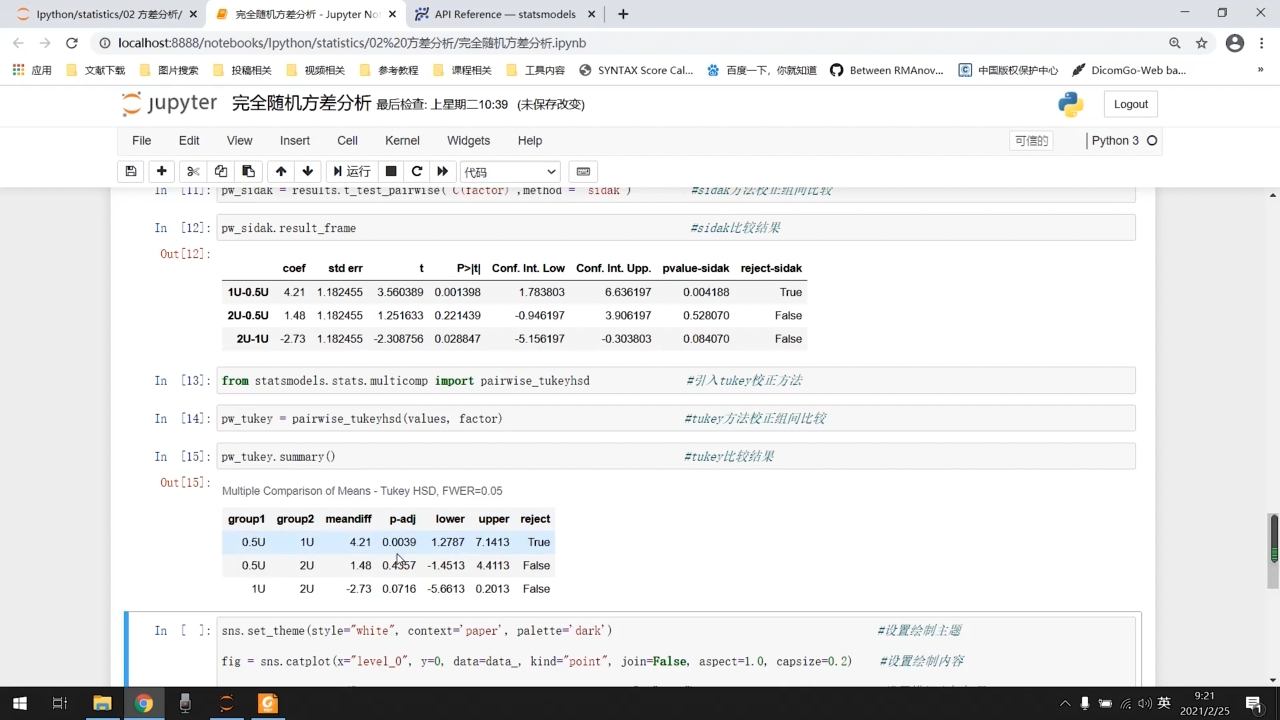 Ipython/statistics/02 方差分析/
完全随机方差分析 - Jupyter No
API Reference — statsmodels
localhost:8888/notebooks/Ipython/statistics/02%20方差分析/完全随机方差分析.ipynb
应用 文献下载 图片搜索 投稿相关 视频相关 参考教程 课程相关 工具内容 SYNTAX Score Cal... 百度一下，你就知道 Between RMAnov... 中国版权保护中心 DicomGo-Web ba... »
jupyter 完全随机方差分析 最后检查: 上星期二10:39 (未保存改变) Logout
File Edit View Insert Cell Kernel Widgets Help 可信的 Python 3
运行 代码
In [11]: pw_sidak = results.t_test_pairwise("C(factor)",method = "sidak") #sidak方法校正组间比较
In [12]: pw_sidak.result_frame #sidak比较结果
Out[12]:
coef std err t P>|t| Conf. Int. Low Conf. Int. Upp. pvalue-sidak reject-sidak
1U-0.5U 4.21 1.182455 3.560389 0.001398 1.783803 6.636197 0.004188 True
2U-0.5U 1.48 1.182455 1.251633 0.221439 -0.946197 3.906197 0.528070 False
2U-1U -2.73 1.182455 -2.308756 0.028847 -5.156197 -0.303803 0.084070 False
In [13]: from statsmodels.stats.multicomp import pairwise_tukeyhsd #引入tukey校正方法
In [14]: pw_tukey = pairwise_tukeyhsd(values, factor) #tukey方法校正组间比较
In [15]: pw_tukey.summary() #tukey比较结果
Out[15]:
Multiple Comparison of Means - Tukey HSD, FWER=0.05
group1 group2 meandiff p-adj lower upper reject
0.5U 1U 4.21 0.0039 1.2787 7.1413 True
0.5U 2U 1.48 0.4357 -1.4513 4.4113 False
1U 2U -2.73 0.0716 -5.6613 0.2013 False
In [ ]: sns.set_theme(style="white", context='paper', palette='dark') #设置绘制主题
fig = sns.catplot(x="level_0", y=0, data=data_, kind="point", join=False, aspect=1.0, capsize=0.2) #设置绘制内容
英 9:21
2021/2/25